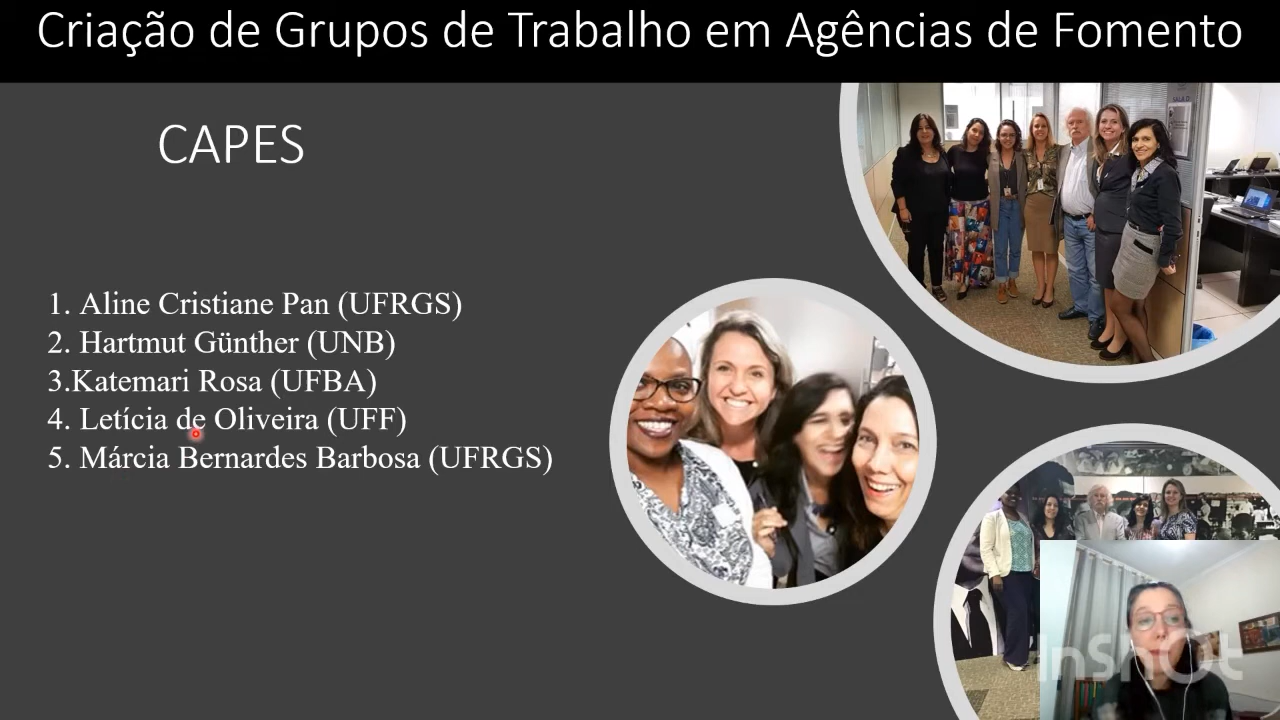 Criação de Grupos de Trabalho em Agências de Fomento
CAPES
1. Aline Cristiane Pan (UFRGS)
2. Hartmut Günther (UNB)
3.Katemari Rosa (UFBA)
4. Letícia de Oliveira (UFF)
5. Márcia Bernardes Barbosa (UFRGS)
InShOt